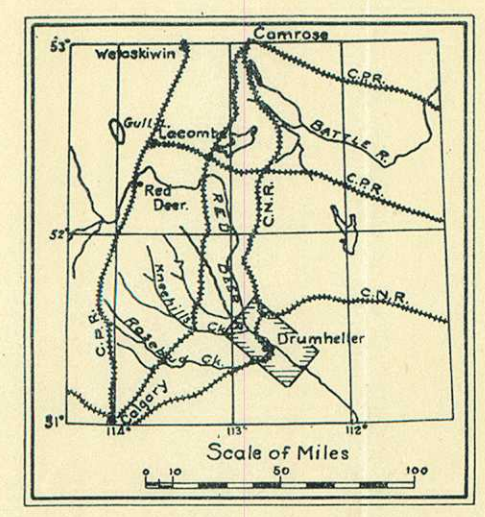 53°
Camrose
Wetaskiwin
C.P.R.
Gull L.
Lacombe
BATTLE R.
Red
Deer.
RED DEER R.
C.N.R.
C.P.R.
52°
Kneehills Ck.
C.N.R.
C.P.R.
Rosebud Ck.
Drumheller
Calgary
51°
114°
113°
112°
Scale of Miles
0 10 50 100